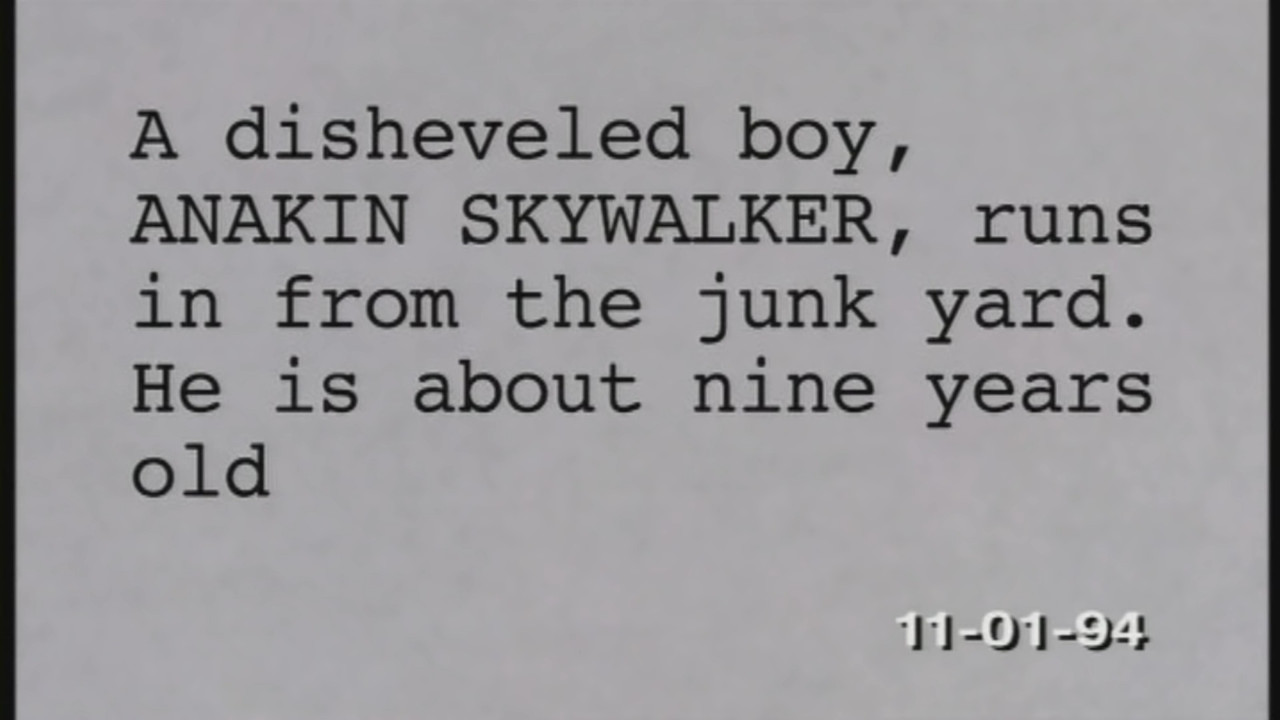 A disheveled boy,
ANAKIN SKYWALKER, runs
in from the junk yard.
He is about nine years
old
11-01-94